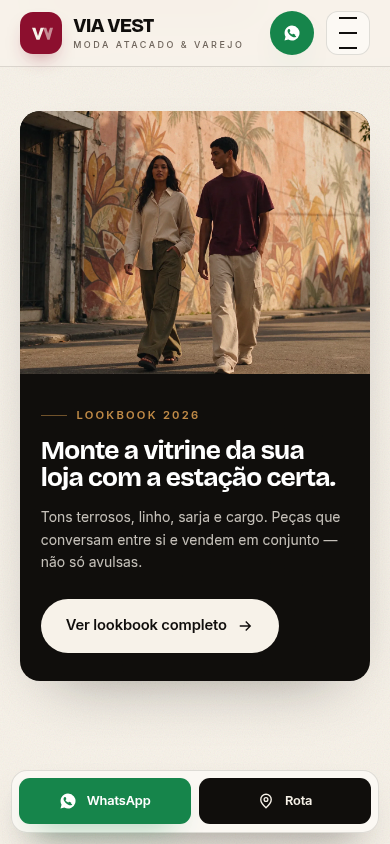 VV
VIA VEST
MODA ATACADO & VAREJO
LOOKBOOK 2026
Monte a vitrine da sua
loja com a estação certa.
Tons terrosos, linho, sarja e cargo. Peças que
conversam entre si e vendem em conjunto —
não só avulsas.
Ver lookbook completo →
WhatsApp
Rota